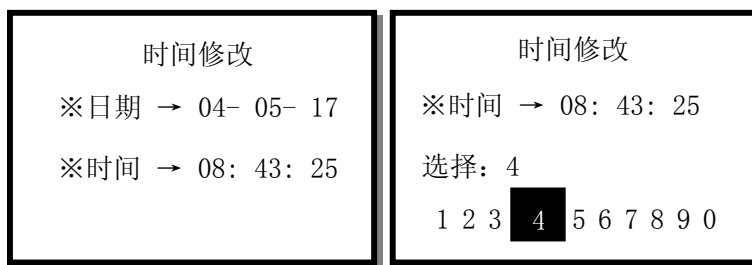 时间修改
※日期 → 04- 05- 17
※时间 → 08: 43: 25
时间修改
※时间 → 08: 43: 25
选择: 4
1 2 3 4 5 6 7 8 9 0